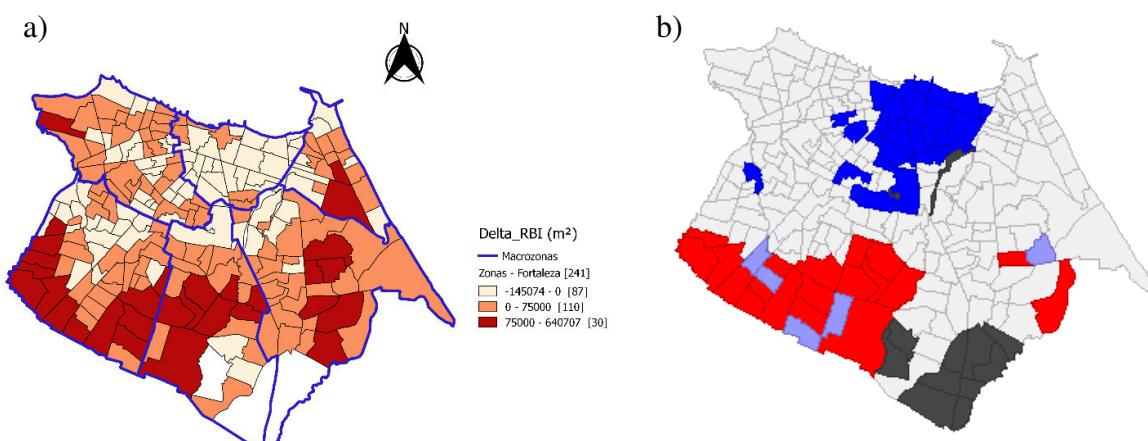 a)
N
b)
Delta_RBI (m²)
Macrozonas
Zonas - Fortaleza [241]
-145074 - 0 [87]
0 - 75000 [110]
75000 - 640707 [30]